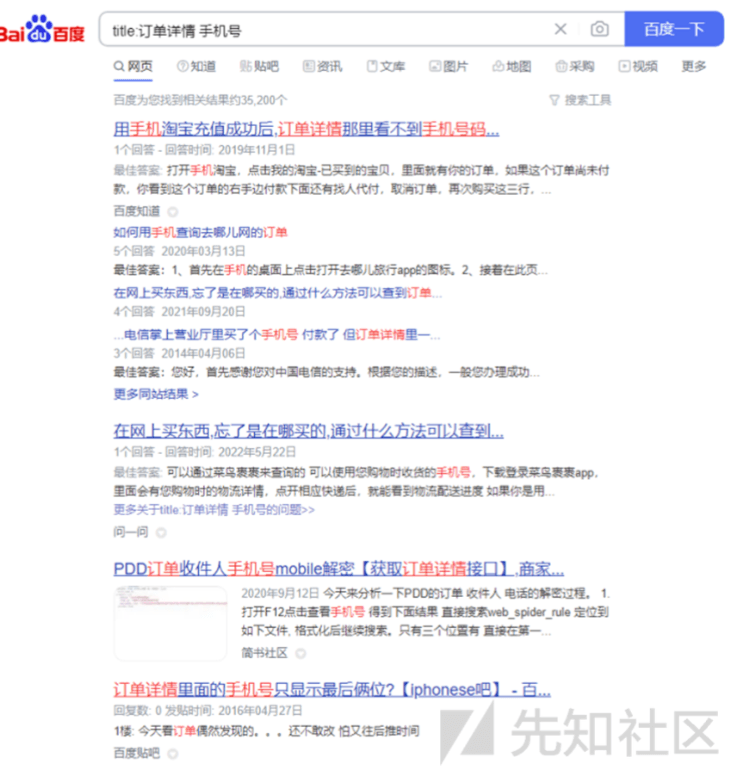 Bai du 百度
title:订单详情 手机号
百度一下
网页 知道 贴吧 资讯 文库 图片 地图 采购 视频 更多
百度为您找到相关结果约35,200个
搜索工具
用手机淘宝充值成功后,订单详情那里看不到手机号码...
1个回答 - 回答时间: 2019年11月1日
最佳答案: 打开手机淘宝，点击我的淘宝-已买到的宝贝，里面就有你的订单，如果这个订单尚未付
款，你看到这个订单的右手边付款下面还有找人代付，取消订单，再次购买这三行，...
百度知道
如何用手机查询去哪儿网的订单
5个回答 2020年03月13日
最佳答案：1、首先在手机的桌面上点击打开去哪儿旅行app的图标。2、接着在此页...
在网上买东西,忘了是在哪买的,通过什么方法可以查到订单...
4个回答 2021年09月20日
...电信掌上营业厅里买了个手机号 付款了 但订单详情里一...
3个回答 2014年04月06日
最佳答案：您好，首先感谢您对中国电信的支持。根据您的描述，一般您办理成功...
更多同站结果 >
在网上买东西,忘了是在哪买的,通过什么方法可以查到...
1个回答 - 回答时间: 2022年5月22日
最佳答案: 可以通过菜鸟裹裹来查询的 可以使用您购物时收货的手机号，下载登录菜鸟裹裹app，
里面会有您购物时的物流详情，点开相应快递后，就能看到物流配送进度 如果你是用...
更多关于title:订单详情 手机号的问题>>
问一问
PDD订单收件人手机号mobile解密【获取订单详情接口】,商家...
2020年9月12日 今天来分析一下PDD的订单 收件人 电话的解密过程。 1.
打开F12点击查看手机号 得到下面结果 直接搜索web_spider_rule 定位到
如下文件, 格式化后继续搜索。只有三个位置有 直接在第一...
简书社区
订单详情里面的手机号只显示最后俩位?【iphonese吧】 - 百...
回复数: 0 发贴时间: 2016年04月27日
1楼: 今天看订单偶然发现的。。。还不敢改 怕又往后推时间
百度贴吧
先知社区